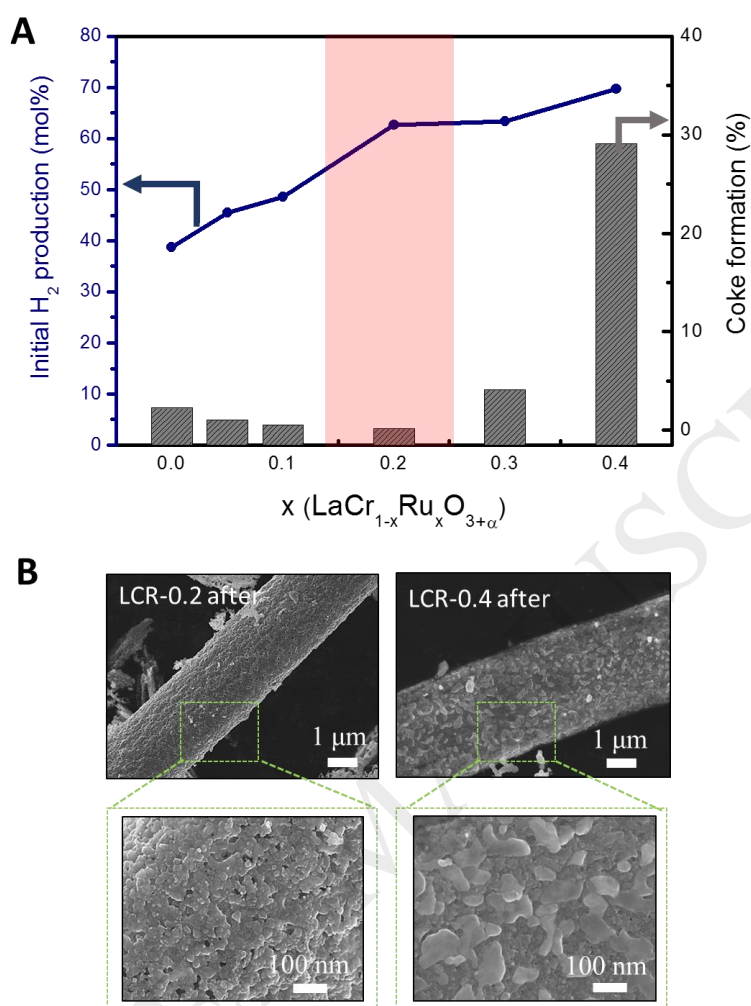 A
Initial H2 production (mol%)
80
70
60
50
40
30
20
10
0
40
30
20
10
0
Coke formation (%)
0.0 0.1 0.2 0.3 0.4
x (LaCr1-xRuxO3+α)
B
LCR-0.2 after
1 μm
LCR-0.4 after
1 μm
100 nm
100 nm